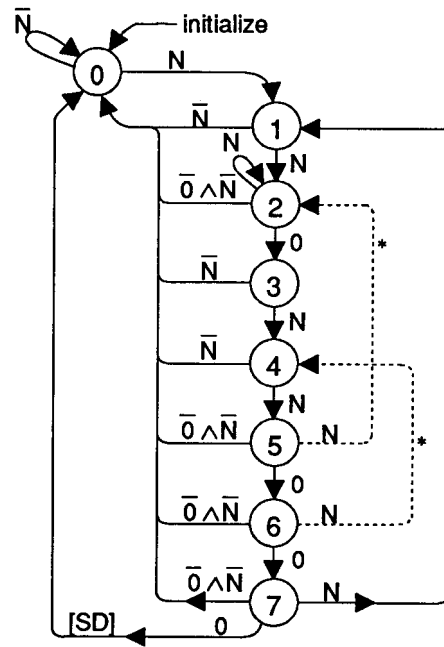 N̅ initialize
0 N
N̅ 1
N N
0̅ ∧ N̅ 2
0 *
N̅ 3
N
N̅ 4
N *
0̅ ∧ N̅ 5 N
0
0̅ ∧ N̅ 6 N
0
0̅ ∧ N̅ 7 N
[SD] 0